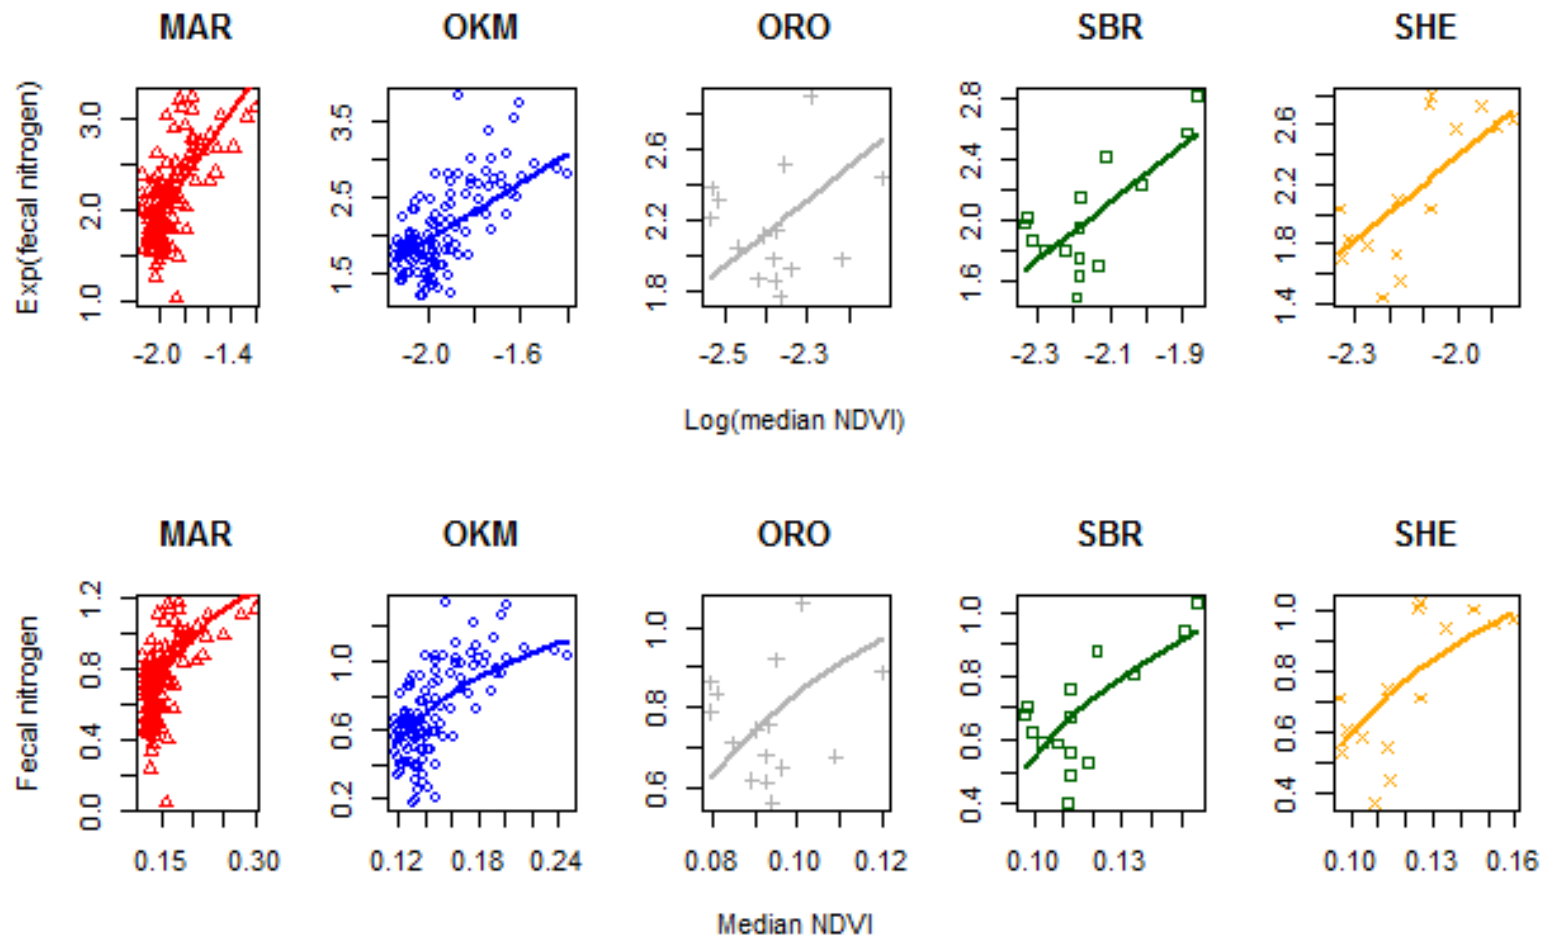 MAR OKM ORO SBR SHE
Exp(fecal nitrogen)
1.0 2.0 3.0
1.5 2.5 3.5
1.8 2.2 2.6
1.6 2.0 2.4 2.8
1.4 1.8 2.2 2.6
-2.0 -1.4 -2.0 -1.6 -2.5 -2.3 -2.3 -2.1 -1.9 -2.3 -2.0
Log(median NDVI)
MAR OKM ORO SBR SHE
Fecal nitrogen
0.0 0.4 0.8 1.2
0.2 0.6 1.0
0.6 0.8 1.0
0.4 0.6 0.8 1.0
0.4 0.6 0.8 1.0
0.15 0.30 0.12 0.18 0.24 0.08 0.10 0.12 0.10 0.13 0.10 0.13 0.16
Median NDVI